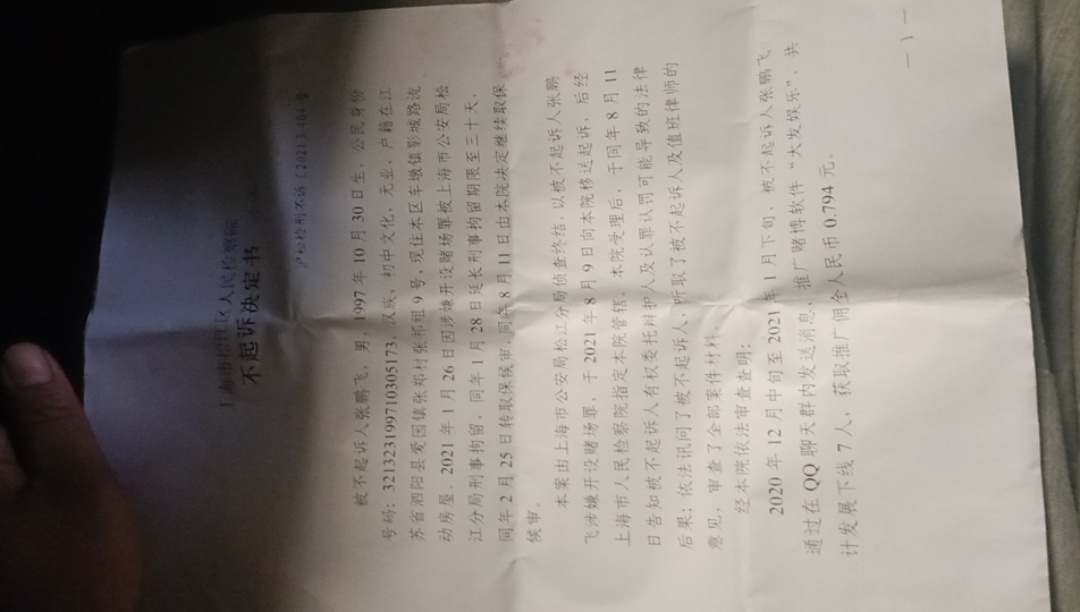 上海市松江区人民检察院
不起诉决定书
沪松检刑不诉〔2021〕464号
被不起诉人张鹏飞，男，1997年10月30日生，公民身份
号码：321323199710305173，汉族，初中文化，无业，户籍在江
苏省泗阳县爱园镇张郑村张祁组9号，现住本区车墩镇影城路流
动房屋。2021年1月26日因涉嫌开设赌场罪被上海市公安局松
江分局刑事拘留，同年1月28日延长刑事拘留期限至三十天，
同年2月25日转取保候审，同年8月11日由本院决定继续取保
候审。
本案由上海市公安局松江分局侦查终结，以被不起诉人张鹏
飞涉嫌开设赌场罪，于2021年8月9日向本院移送起诉，后经
上海市人民检察院指定本院管辖。本院受理后，于同年8月11
日告知被不起诉人有权委托辩护人及认罪认罚可能导致的法律
后果；依法讯问了被不起诉人，听取了被不起诉人及值班律师的
意见，审查了全部案件材料。
经本院依法审查查明：
2020年12月中旬至2021年1月下旬，被不起诉人张鹏飞
通过在QQ聊天群内发送消息，推广赌博软件“大发娱乐”，共
计发展下线7人，获取推广佣金人民币0.794元。
— 1 —